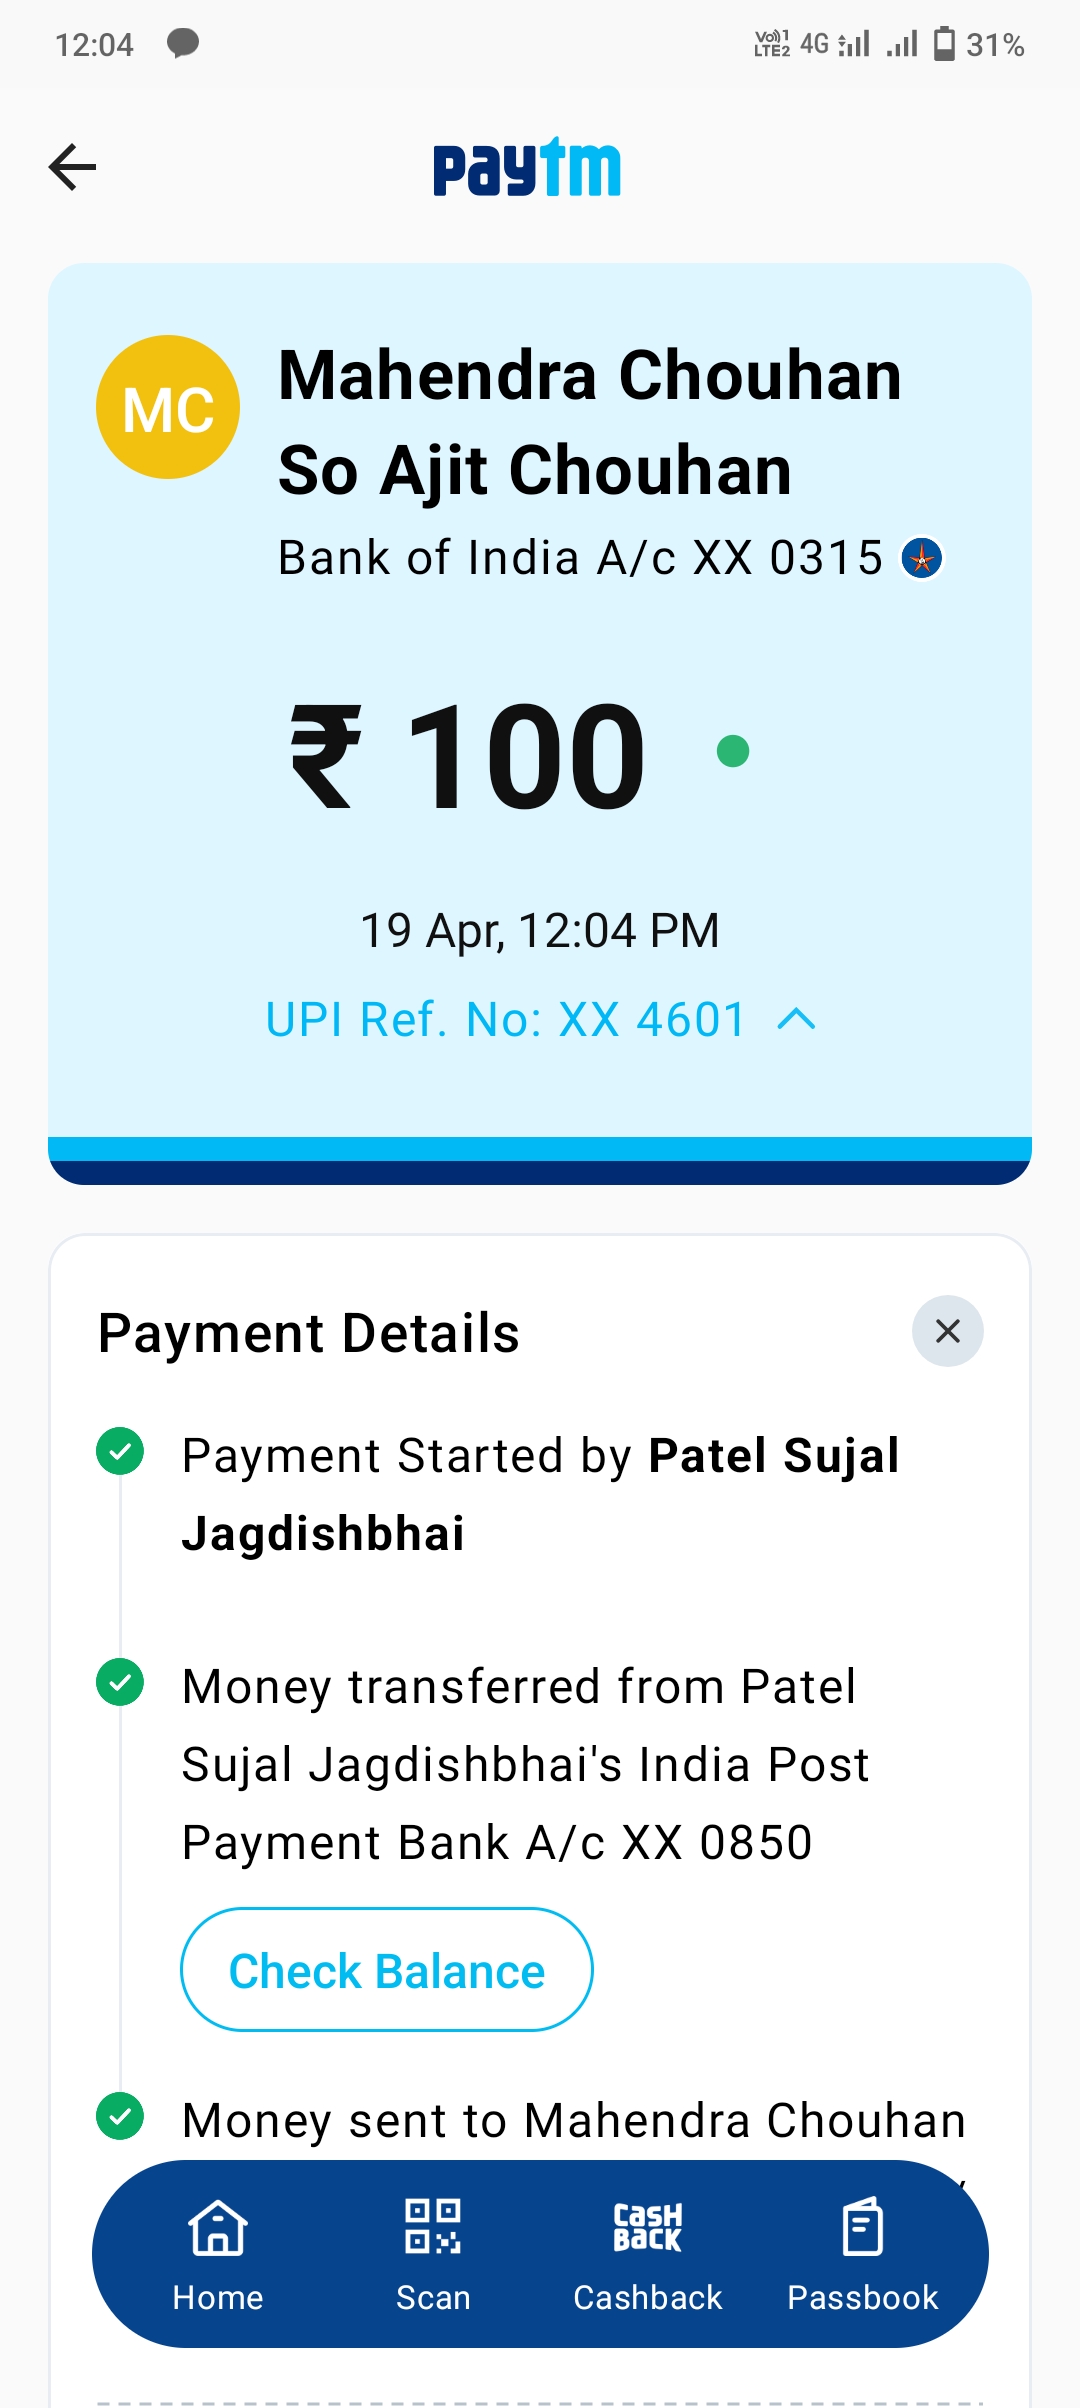 12:04
Vo)) 1
LTE2 4G 31%
paytm
MC
Mahendra Chouhan
So Ajit Chouhan
Bank of India A/c XX 0315
₹ 100
19 Apr, 12:04 PM
UPI Ref. No: XX 4601
Payment Details
Payment Started by Patel Sujal
Jagdishbhai
Money transferred from Patel
Sujal Jagdishbhai's India Post
Payment Bank A/c XX 0850
Check Balance
Money sent to Mahendra Chouhan
CASH
BACK
Home Scan Cashback Passbook